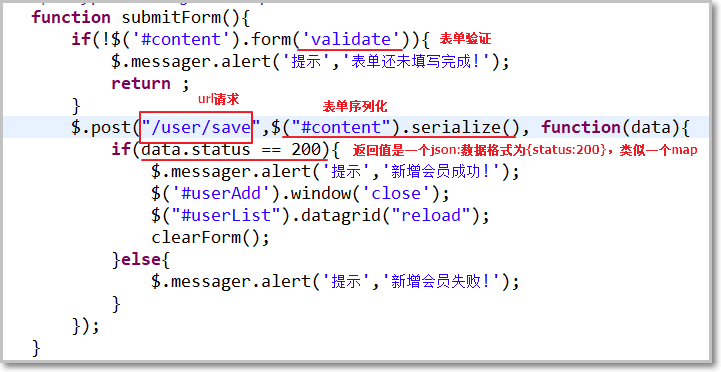 function submitForm(){
if(!$('#content').form('validate')){ 表单验证
$.messager.alert('提示','表单还未填写完成!');
return ;
}
url请求 表单序列化
$.post("/user/save",$("#content").serialize(), function(data){
if(data.status == 200){ 返回值是一个json:数据格式为{status:200},类似一个map
$.messager.alert('提示','新增会员成功!');
$('#userAdd').window('close');
$("#userList").datagrid("reload");
clearForm();
}else{
$.messager.alert('提示','新增会员失败!');
}
});
}